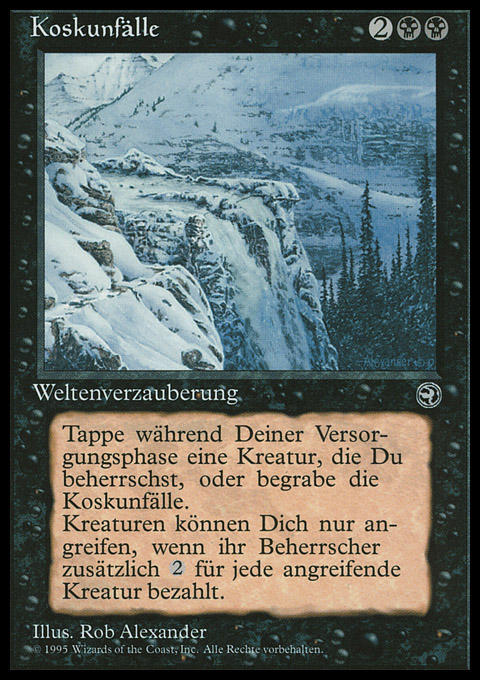 Koskunfälle 2
Weltenverzauberung
Tappe während Deiner Versor-
gungsphase eine Kreatur, die Du
beherrschst, oder begrabe die
Koskunfälle.
Kreaturen können Dich nur an-
greifen, wenn ihr Beherrscher
zusätzlich 2 für jede angreifende
Kreatur bezahlt.
Illus. Rob Alexander
© 1995 Wizards of the Coast, Inc. Alle Rechte vorbehalten.